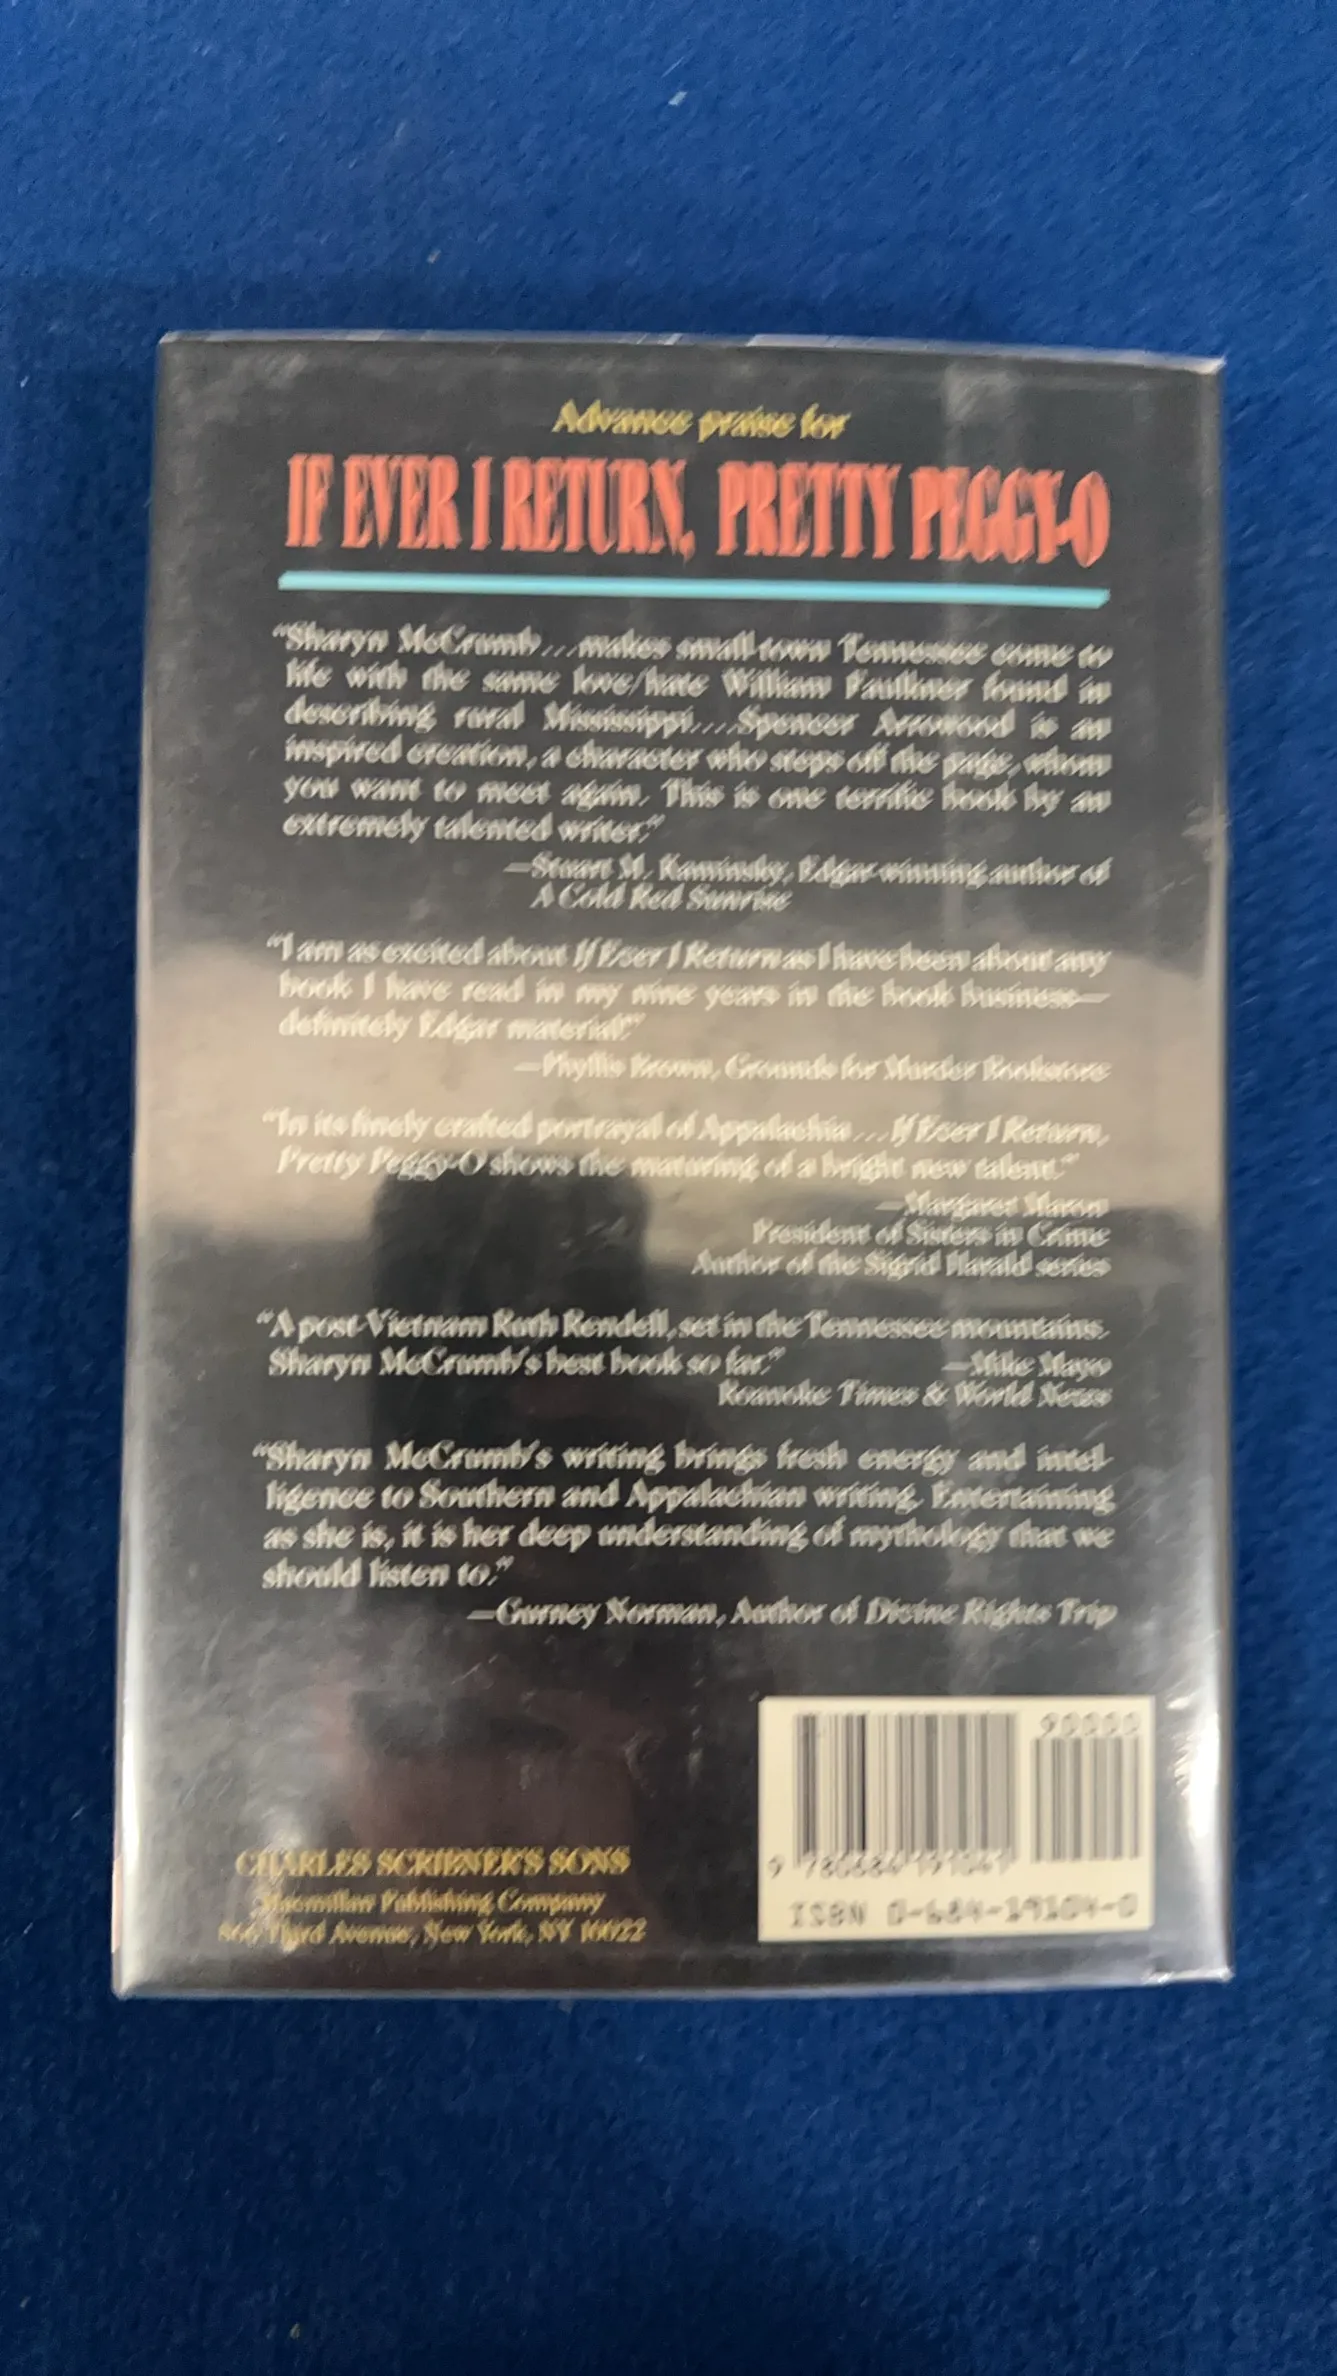 Advance praise for
IF EVER I RETURN, PRETTY PEGGY-O
“Sharyn McCrumb...makes small-town Tennessee come to
life with the same love/hate William Faulkner found in
describing rural Mississippi....Spencer Arrowood is an
inspired creation, a character who steps off the page, whom
you want to meet again. This is one terrific book by an
extremely talented writer.”
—Stuart M. Kaminsky, Edgar-winning author of
A Cold Red Sunrise
“I am as excited about If Ever I Return as I have been about any
book I have read in my nine years in the book business—
definitely Edgar material!”
—Phyllis Brown, Grounds for Murder Bookstore
“In its finely crafted portrayal of Appalachia...If Ever I Return,
Pretty Peggy-O shows the maturing of a bright new talent.”
—Margaret Maron
President of Sisters in Crime
Author of the Sigrid Harald series
“A post-Vietnam Ruth Rendell, set in the Tennessee mountains.
Sharyn McCrumb's best book so far.” —Mike Mayo
Roanoke Times & World News
“Sharyn McCrumb's writing brings fresh energy and intel-
ligence to Southern and Appalachian writing. Entertaining
as she is, it is her deep understanding of mythology that we
should listen to.”
—Gurney Norman, Author of Divine Rights Trip
90000
9 780684 191041
ISBN 0-684-19104-0
CHARLES SCRIBNER'S SONS
Macmillan Publishing Company
866 Third Avenue, New York, NY 10022